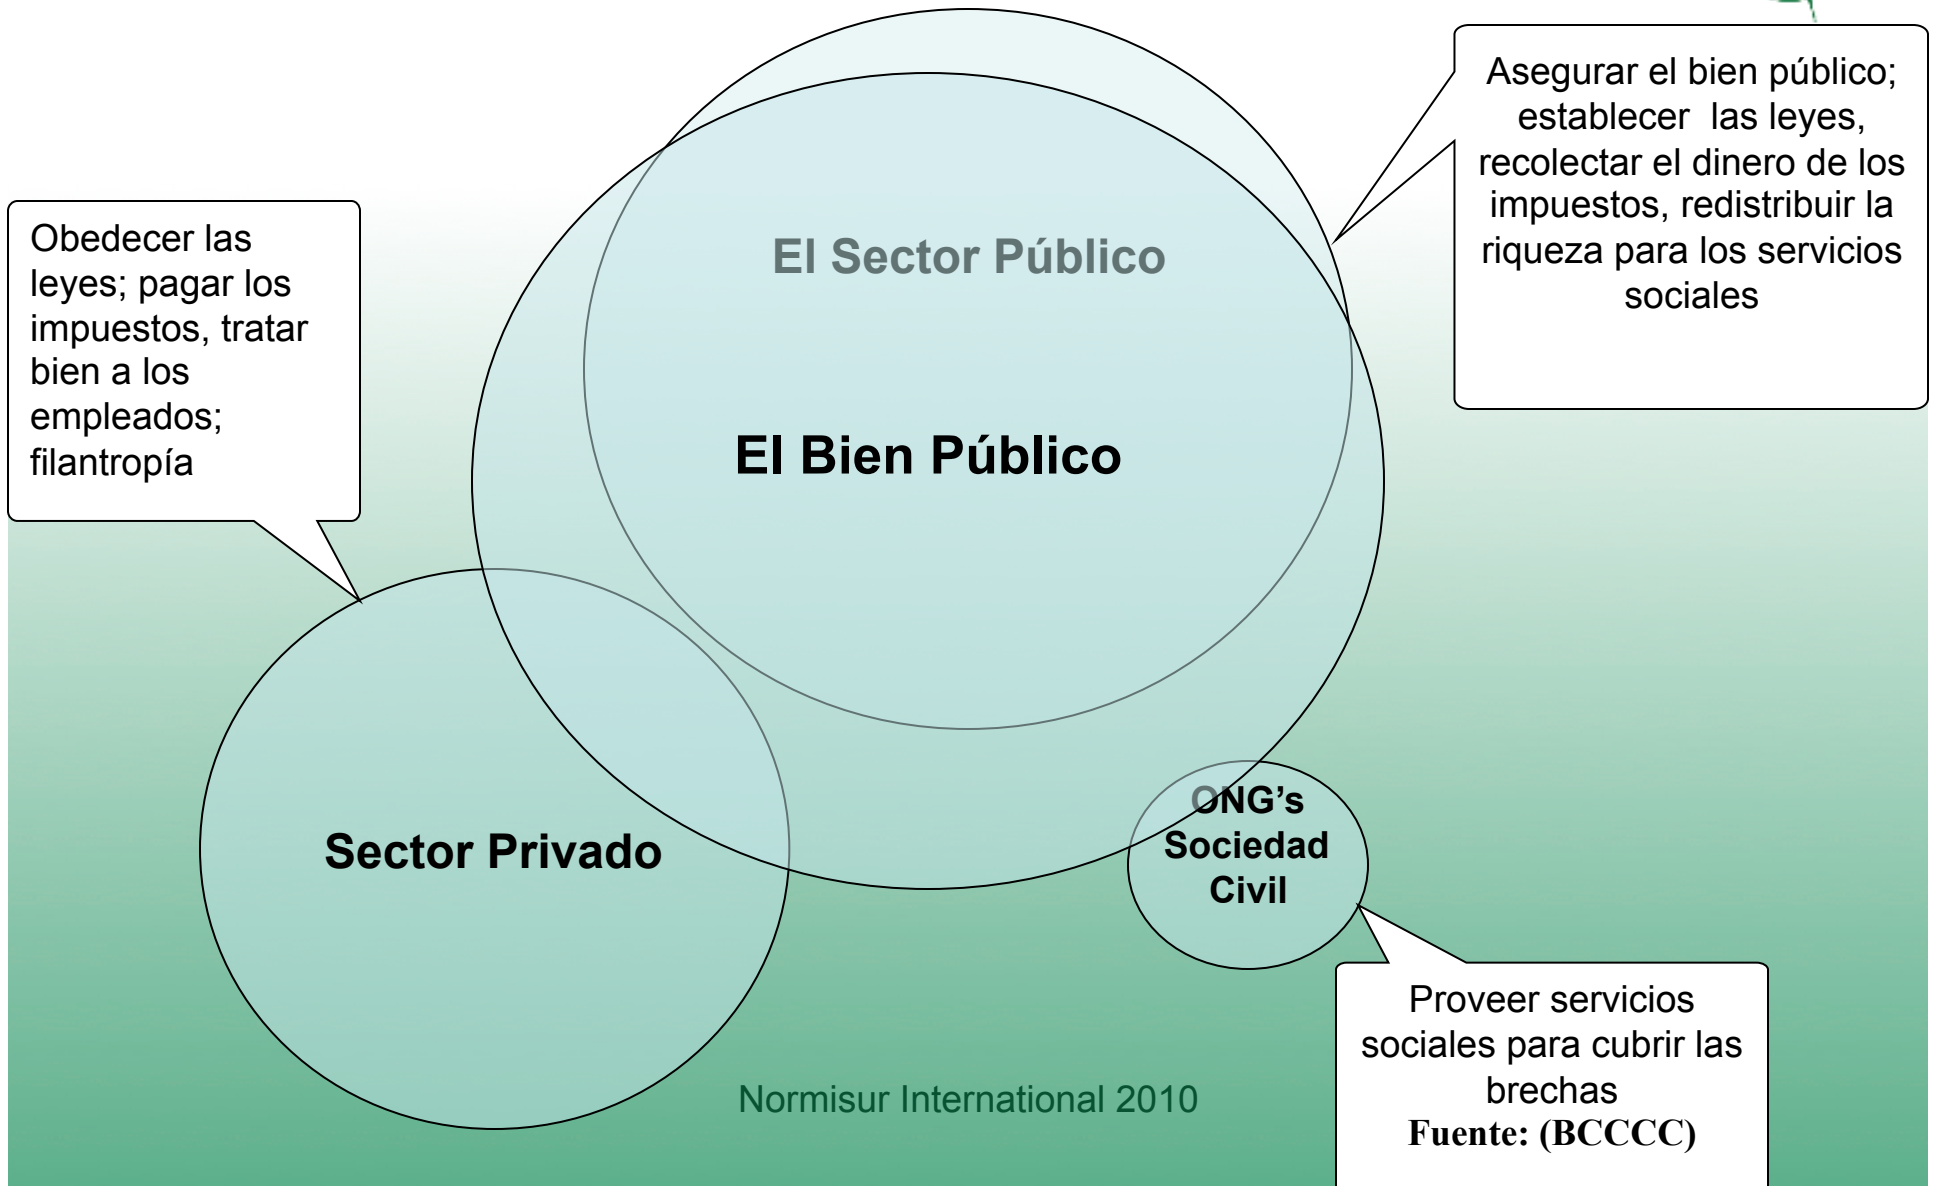 Asegurar el bien público;
establecer las leyes,
recolectar el dinero de los
impuestos, redistribuir la
riqueza para los servicios
sociales
Obedecer las
leyes; pagar los
impuestos, tratar
bien a los
empleados;
filantropía
El Sector Público
El Bien Público
Sector Privado
ONG's
Sociedad
Civil
Proveer servicios
sociales para cubrir las
brechas
Fuente: (BCCCC)
Normisur International 2010